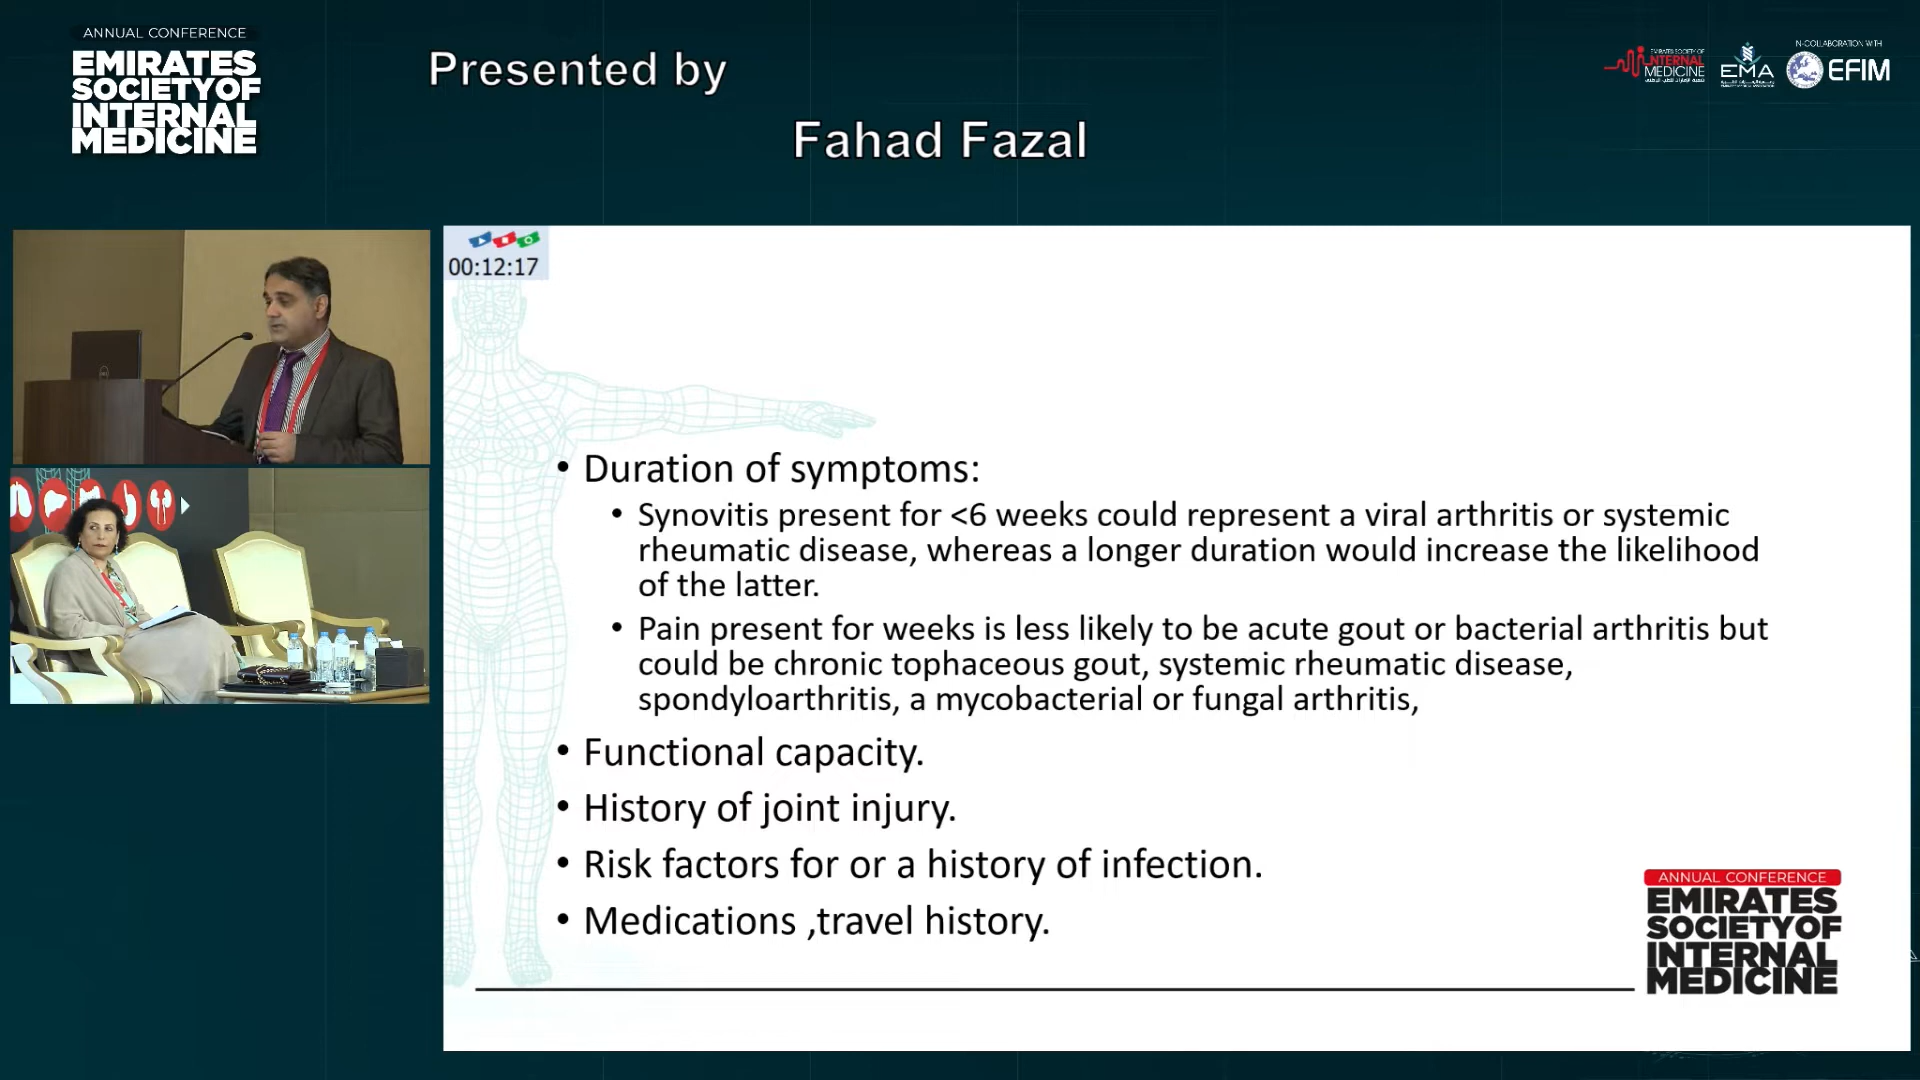 ANNUAL CONFERENCE
EMIRATES
SOCIETYOF
INTERNAL
MEDICINE
Presented by
Fahad Fazal
EMIRATES SOCIETY OF
INTERNAL
MEDICINE
EMA
N-COLLABORATION WITH
EFIM
00:12:17
• Duration of symptoms:
• Synovitis present for <6 weeks could represent a viral arthritis or systemic
rheumatic disease, whereas a longer duration would increase the likelihood
of the latter.
• Pain present for weeks is less likely to be acute gout or bacterial arthritis but
could be chronic tophaceous gout, systemic rheumatic disease,
spondyloarthritis, a mycobacterial or fungal arthritis,
• Functional capacity.
• History of joint injury.
• Risk factors for or a history of infection.
• Medications ,travel history.
ANNUAL CONFERENCE
EMIRATES
SOCIETYOF
INTERNAL
MEDICINE